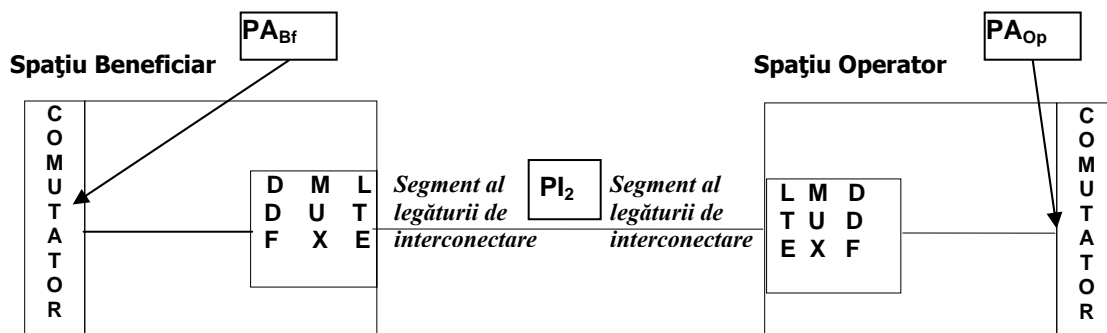 PA_Bf
PA_Op
Spaţiu Beneficiar
Spaţiu Operator
C
O
M
U
T
A
T
O
R
D M L
D U T
F X E
Segment al
legăturii de
interconectare
PI_2
Segment al
legăturii de
interconectare
L M D
T U D
E X F
C
O
M
U
T
A
T
O
R